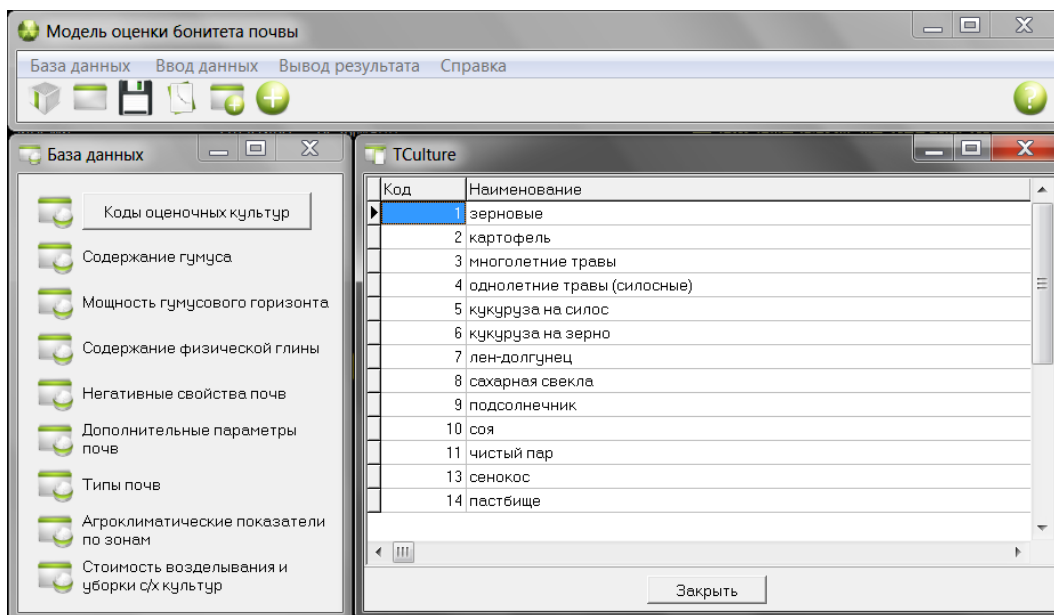 Модель оценки бонитета почвы
База данных Ввод данных Вывод результата Справка
База данных
Коды оценочных культур
Содержание гумуса
Мощность гумусового горизонта
Содержание физической глины
Негативные свойства почв
Дополнительные параметры
почв
Типы почв
Агроклиматические показатели
по зонам
Стоимость возделывания и
уборки с/х культур
TCulture
Код Наименование
1 зерновые
2 картофель
3 многолетние травы
4 однолетние травы (силосные)
5 кукуруза на силос
6 кукуруза на зерно
7 лен-долгунец
8 сахарная свекла
9 подсолнечник
10 соя
11 чистый пар
13 сенокос
14 пастбище
Закрыть